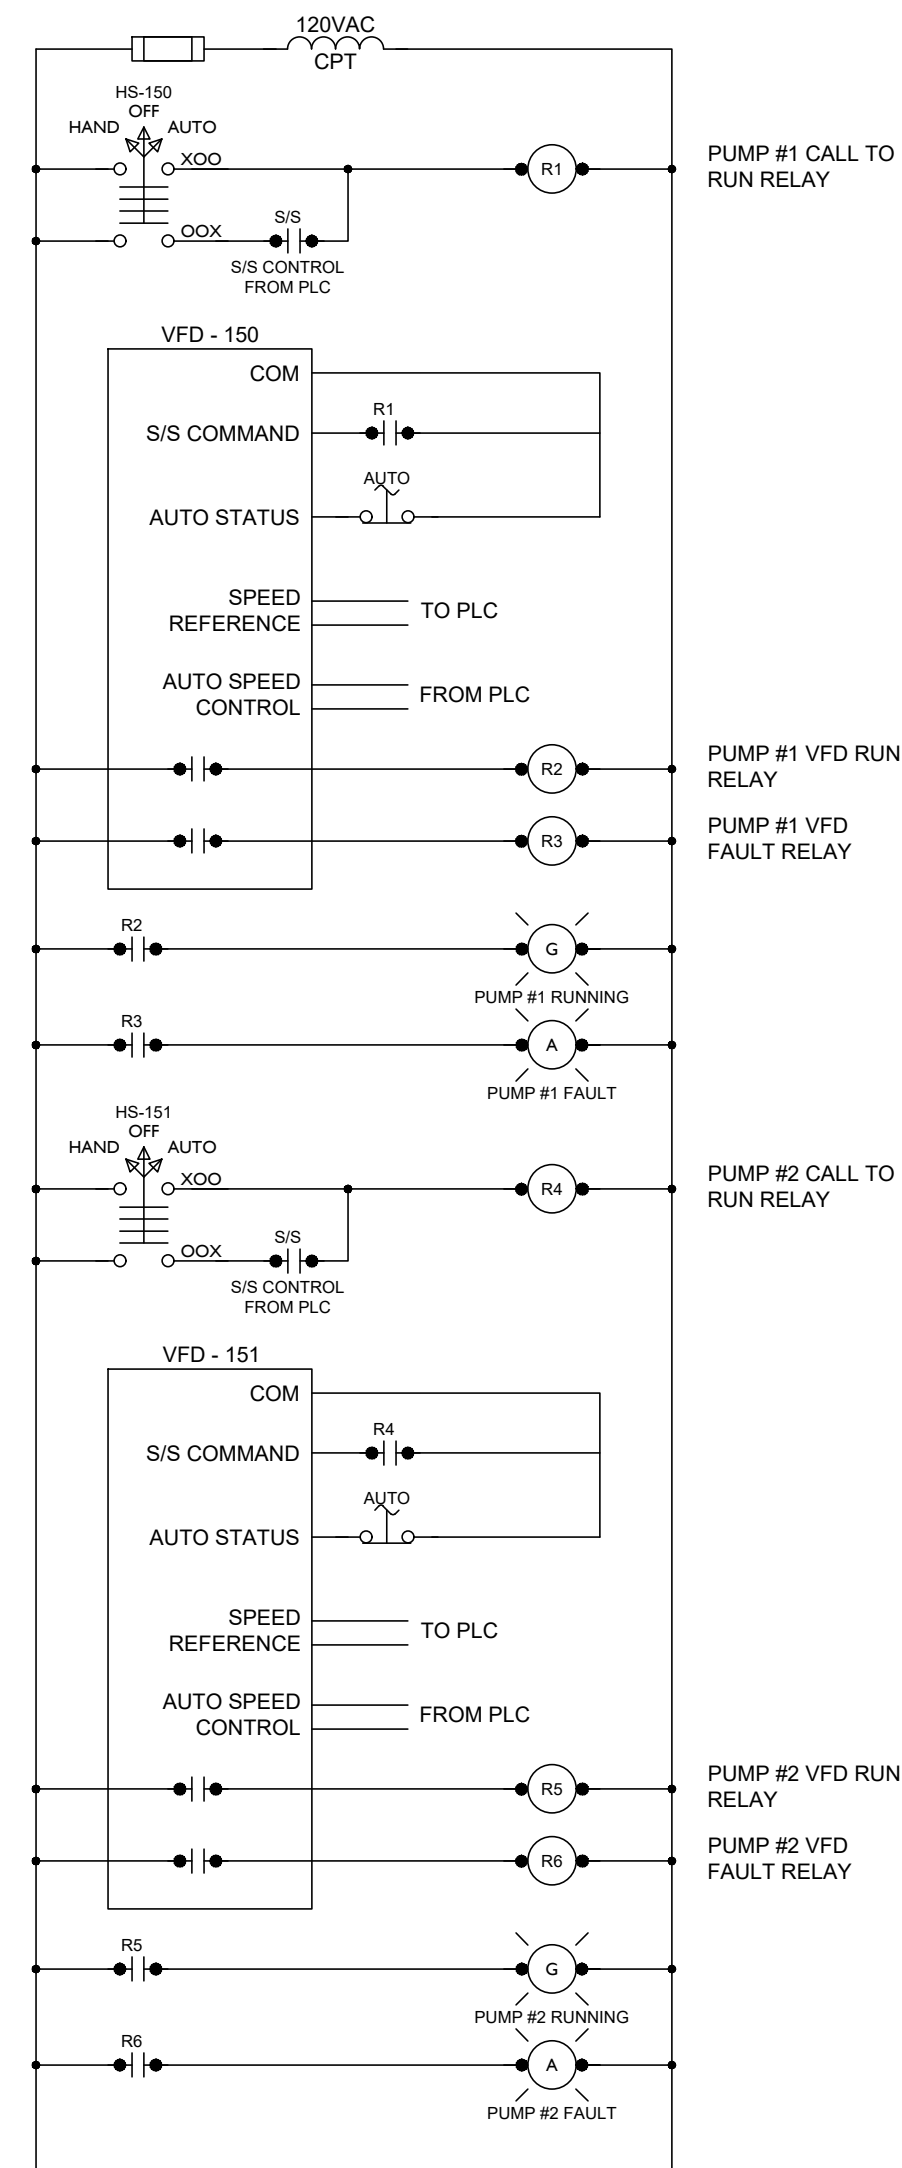 120VAC
CPT
HS-150
OFF
HAND AUTO
XOO
R1
PUMP #1 CALL TO
RUN RELAY
OOX
S/S
S/S CONTROL
FROM PLC
VFD - 150
COM
S/S COMMAND
R1
AUTO STATUS
AUTO
SPEED
REFERENCE
TO PLC
AUTO SPEED
CONTROL
FROM PLC
R2
PUMP #1 VFD RUN
RELAY
R3
PUMP #1 VFD
FAULT RELAY
R2
G
PUMP #1 RUNNING
R3
A
PUMP #1 FAULT
HS-151
OFF
HAND AUTO
XOO
R4
PUMP #2 CALL TO
RUN RELAY
OOX
S/S
S/S CONTROL
FROM PLC
VFD - 151
COM
S/S COMMAND
R4
AUTO STATUS
AUTO
SPEED
REFERENCE
TO PLC
AUTO SPEED
CONTROL
FROM PLC
R5
PUMP #2 VFD RUN
RELAY
R6
PUMP #2 VFD
FAULT RELAY
R5
G
PUMP #2 RUNNING
R6
A
PUMP #2 FAULT